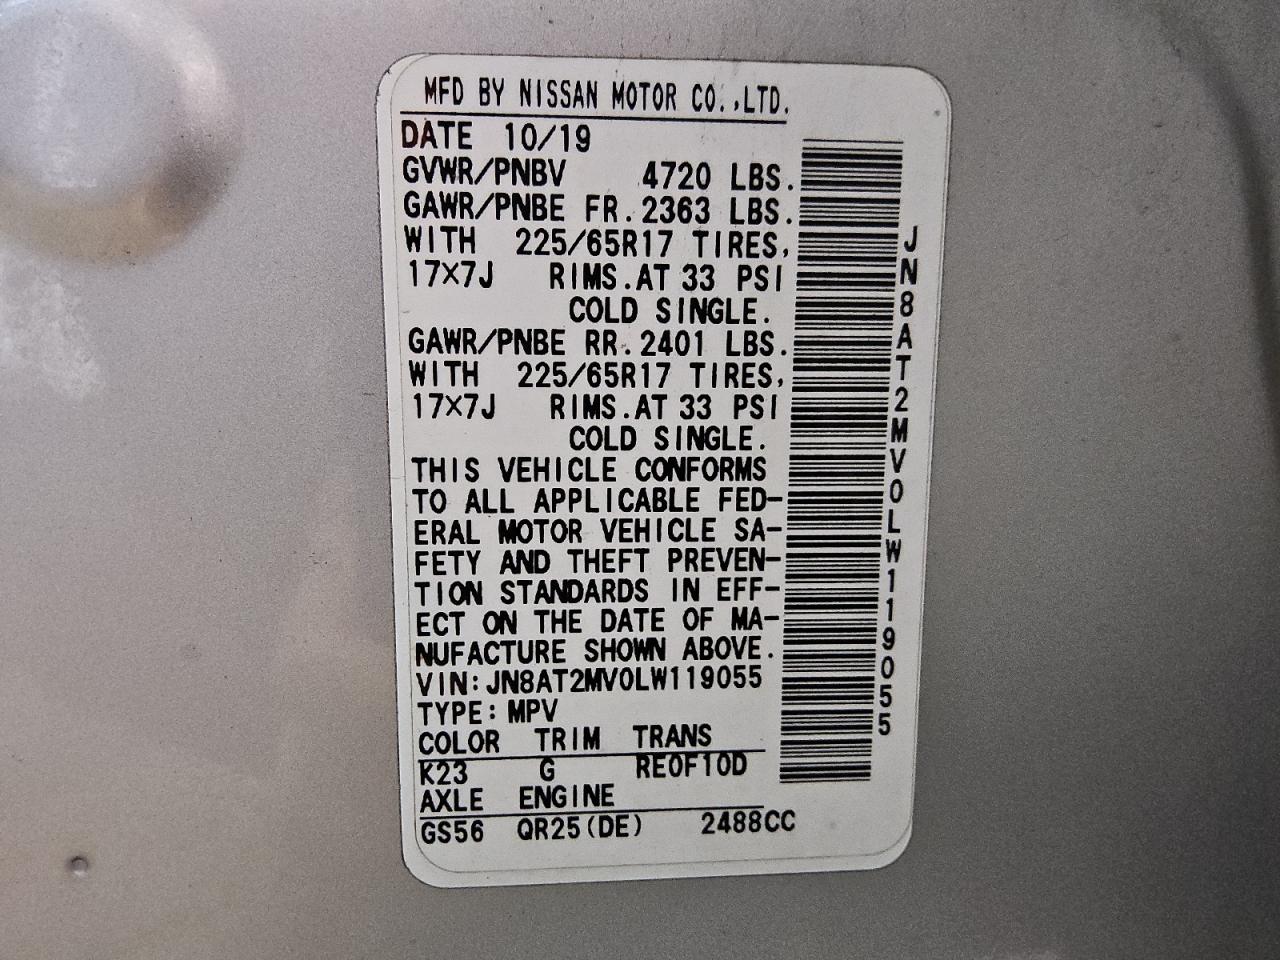 MFD BY NISSAN MOTOR CO.,LTD.
DATE 10/19
GVWR/PNBV 4720 LBS.
GAWR/PNBE FR. 2363 LBS.
WITH 225/65R17 TIRES,
17X7J RIMS.AT 33 PSI
COLD SINGLE.
GAWR/PNBE RR. 2401 LBS.
WITH 225/65R17 TIRES,
17X7J RIMS.AT 33 PSI
COLD SINGLE.
THIS VEHICLE CONFORMS
TO ALL APPLICABLE FED-
ERAL MOTOR VEHICLE SA-
FETY AND THEFT PREVEN-
TION STANDARDS IN EFF-
ECT ON THE DATE OF MA-
NUFACTURE SHOWN ABOVE.
VIN:JN8AT2MV0LW119055
TYPE:MPV
COLOR TRIM TRANS
K23 G RE0F10D
AXLE ENGINE
GS56 QR25(DE) 2488CC
JN8AT2MV0LW119055